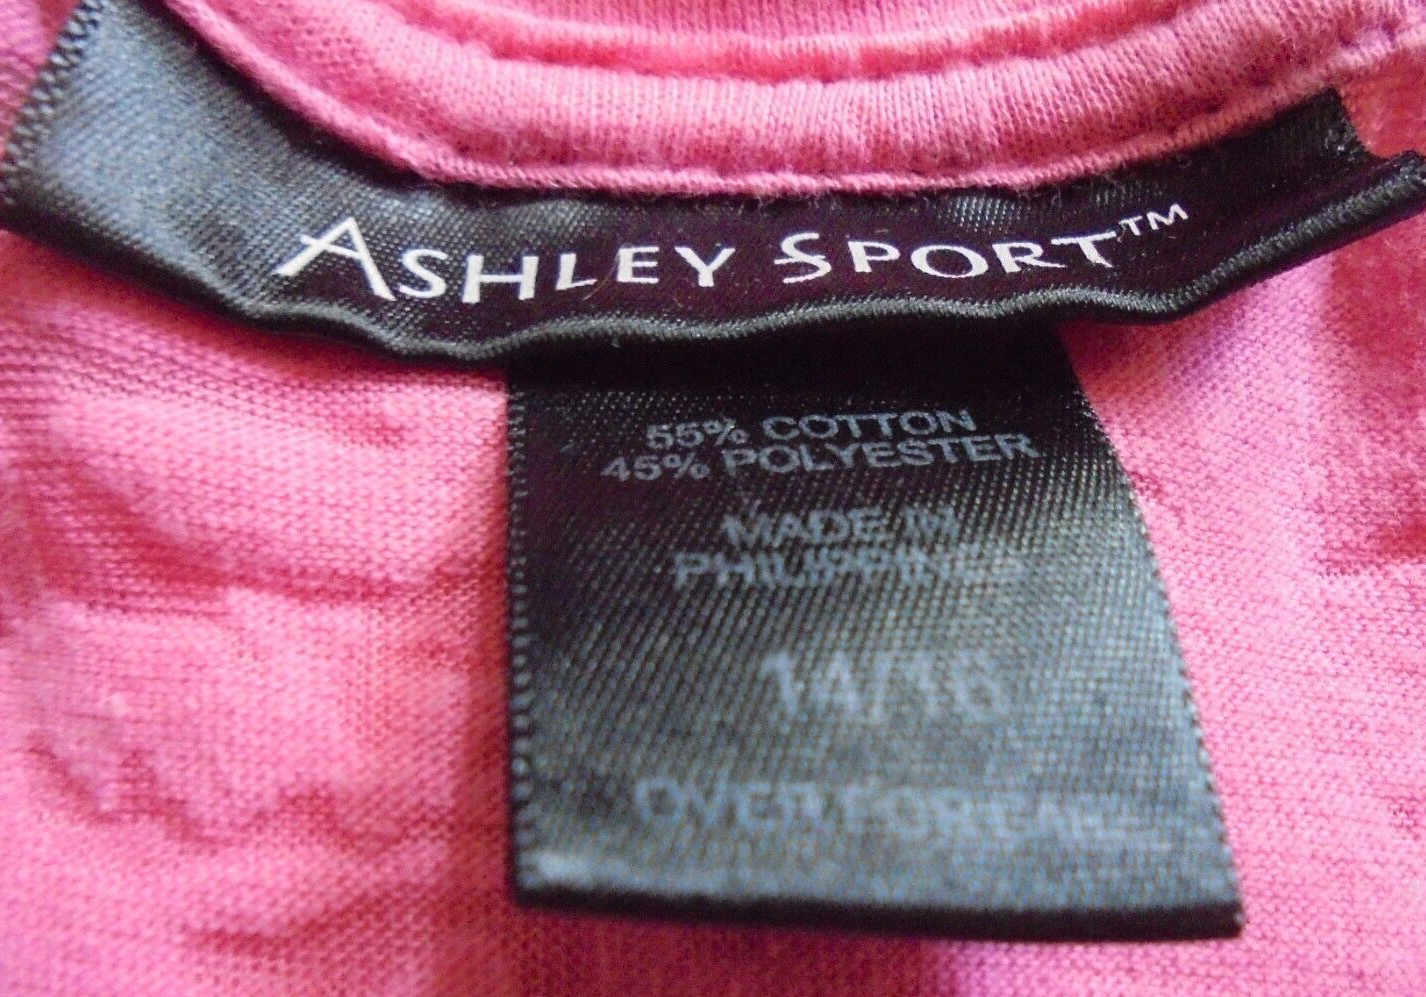 ASHLEY SPORT™
55% COTTON
45% POLYESTER
MADE IN
PHILIPPINES
14/16
OVER FOR CARE